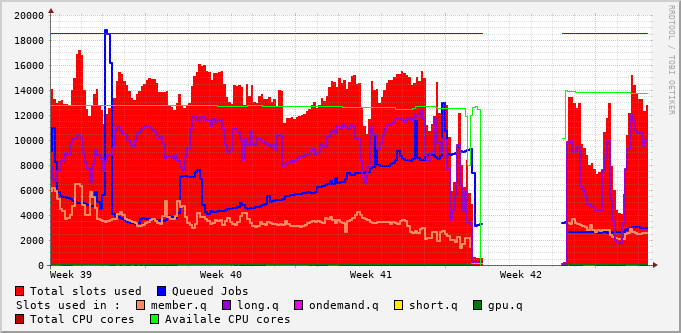 20000
18000
16000
14000
12000
10000
8000
6000
4000
2000
0
Week 39 Week 40 Week 41 Week 42
RRDTOOL / TOBI OETIKER
Total slots used Queued Jobs
Slots used in : member.q long.q ondemand.q short.q gpu.q
Total CPU cores Availale CPU cores